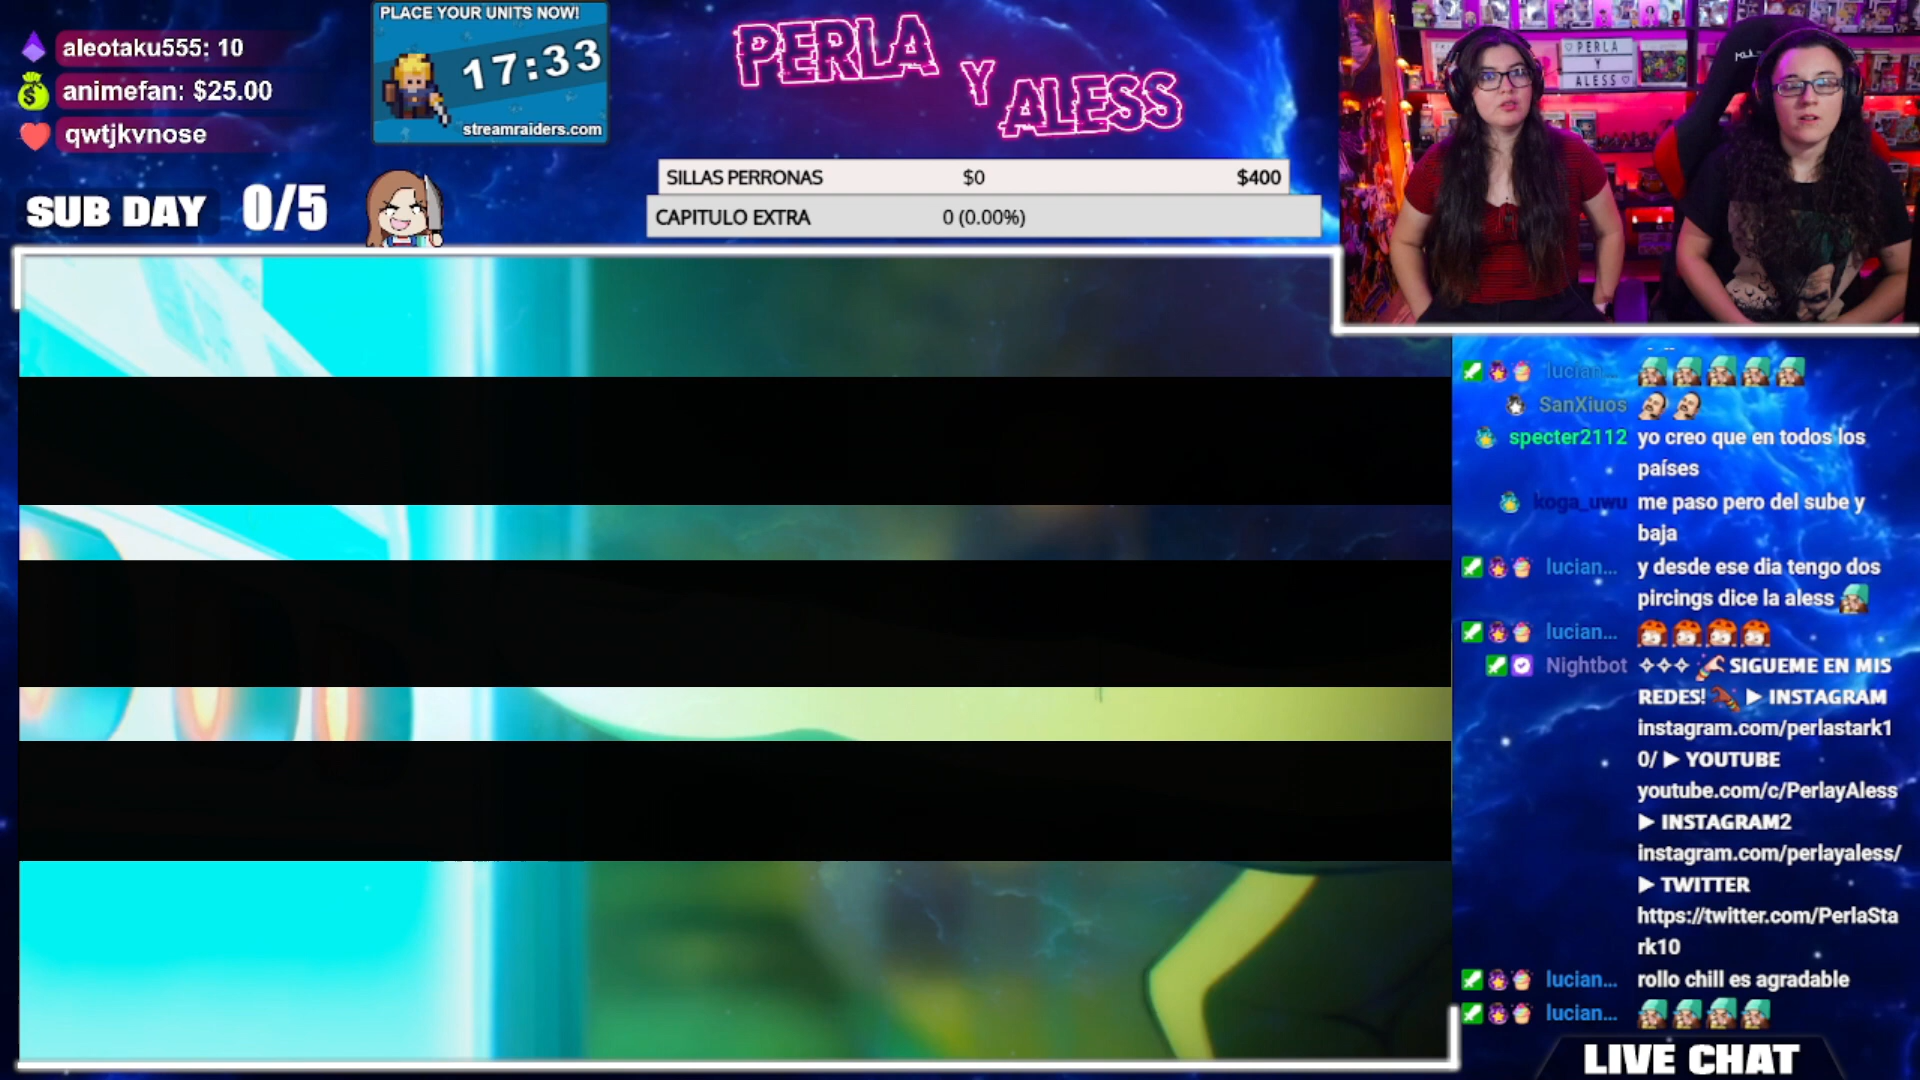 aleotaku555: 10
animefan: $25.00
qwtjkvnose
SUB DAY 0/5
PLACE YOUR UNITS NOW!
17:33
streamraiders.com
PERLA
Y
ALESS
SILLAS PERRONAS $0 $400
CAPITULO EXTRA 0 (0.00%)
PERLA
Y
ALESS
lucian...
SanXiuos
specter2112 yo creo que en todos los
países
koga_uwu me paso pero del sube y
baja
lucian... y desde ese dia tengo dos
pircings dice la aless
lucian...
Nightbot ✧✧✧ SIGUEME EN MIS
REDES! ► INSTAGRAM
instagram.com/perlastark1
0/ ► YOUTUBE
youtube.com/c/PerlayAless
► INSTAGRAM2
instagram.com/perlayaless/
► TWITTER
https://twitter.com/PerlaSta
rk10
lucian... rollo chill es agradable
lucian...
LIVE CHAT